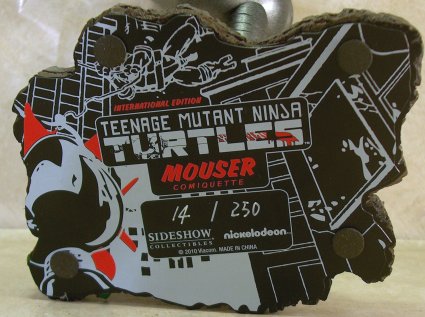 INTERNATIONAL EDITION
TEENAGE MUTANT NINJA
TURTLES
MOUSER
COMIQUETTE
14 / 250
SIDESHOW nickelodeon
COLLECTIBLES
© 2010 Viacom. MADE IN CHINA